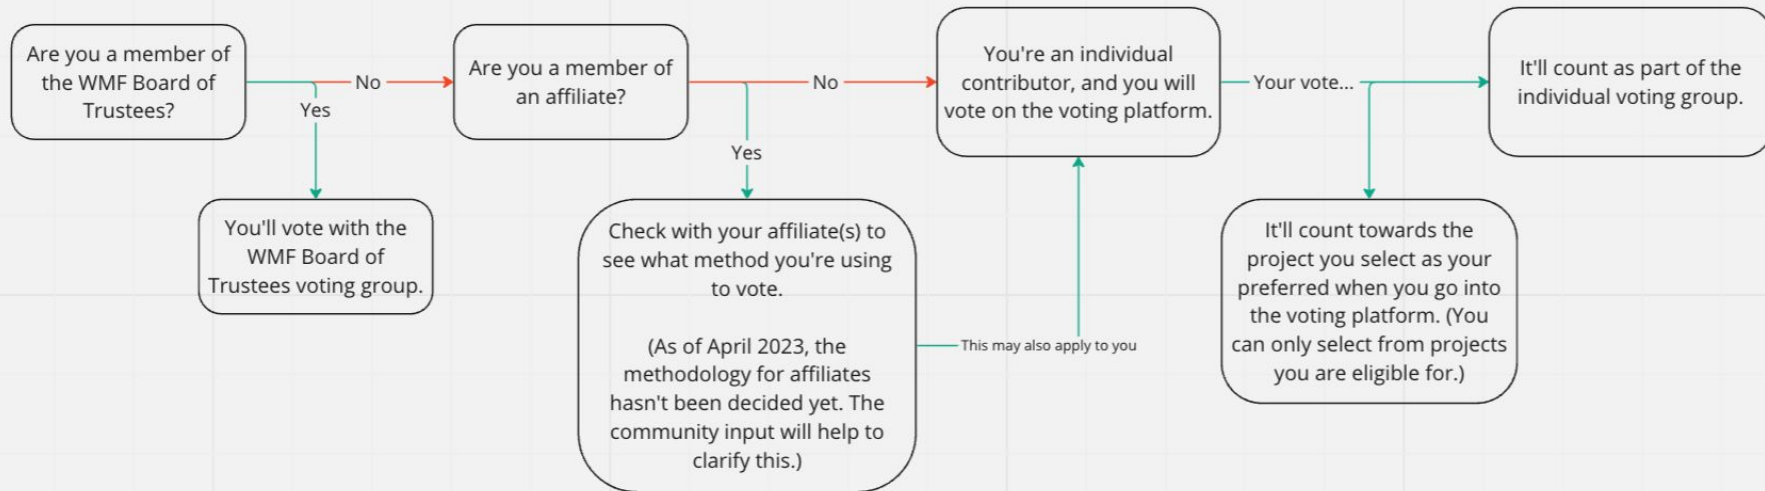 Are you a member of
the WMF Board of
Trustees?
No
Yes
You'll vote with the
WMF Board of
Trustees voting group.
Are you a member of
an affiliate?
No
Yes
Check with your affiliate(s) to
see what method you're using
to vote.
(As of April 2023, the
methodology for affiliates
hasn't been decided yet. The
community input will help to
clarify this.)
This may also apply to you
You're an individual
contributor, and you will
vote on the voting platform.
Your vote...
It'll count as part of the
individual voting group.
It'll count towards the
project you select as your
preferred when you go into
the voting platform. (You
can only select from projects
you are eligible for.)